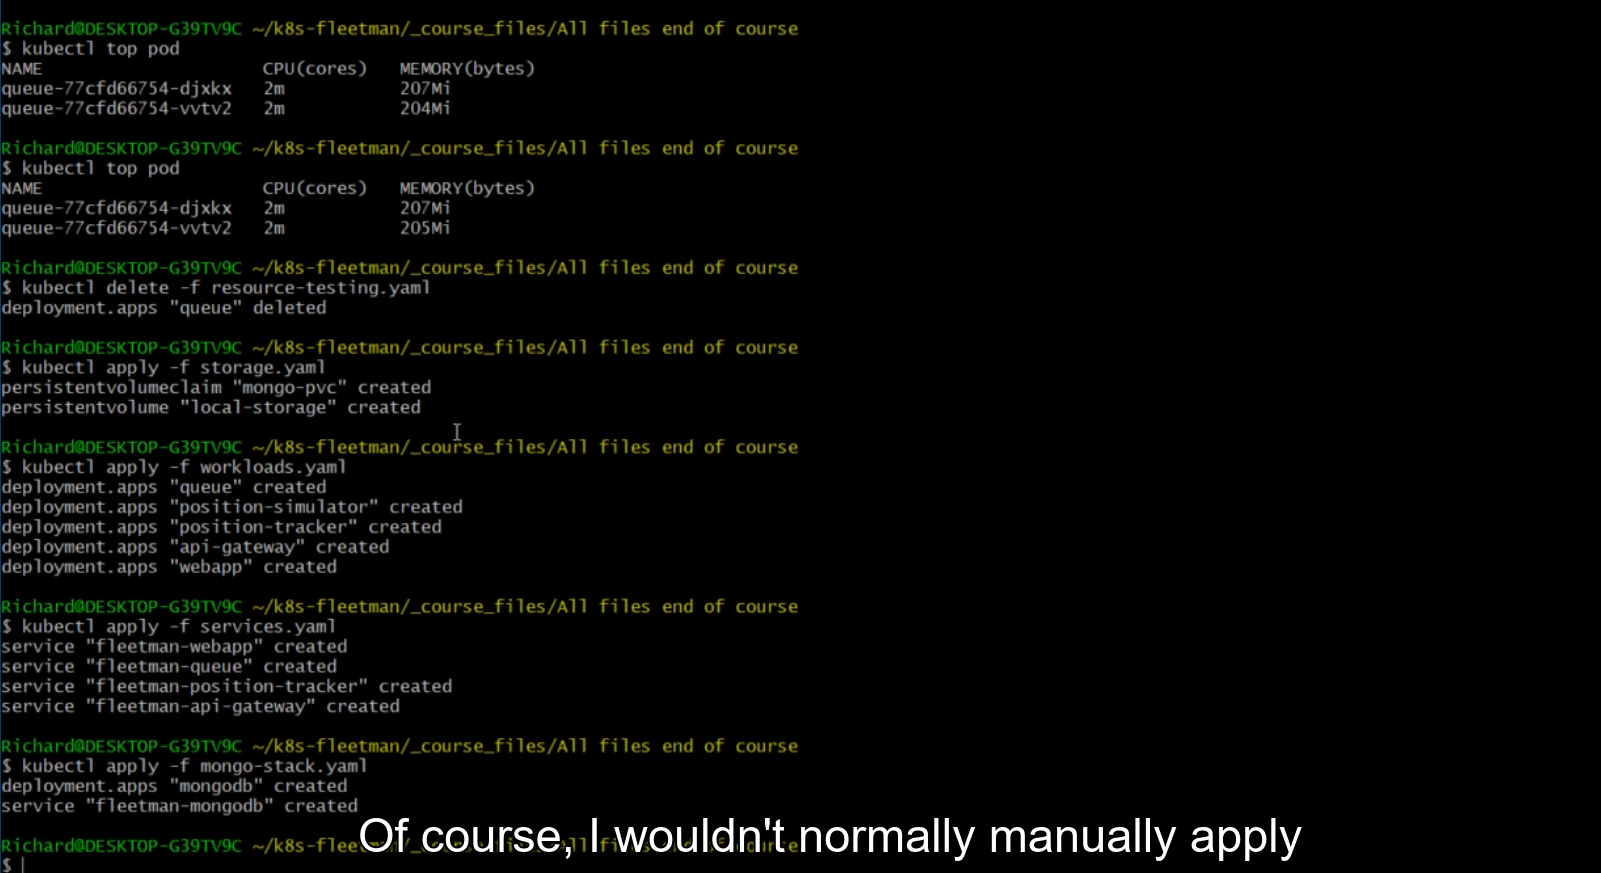 Richard@DESKTOP-G39TV9C ~/k8s-fleetman/_course_files/All files end of course
$ kubectl top pod
NAME CPU(cores) MEMORY(bytes)
queue-77cfd66754-djxkx 2m 207Mi
queue-77cfd66754-vvtv2 2m 204Mi
Richard@DESKTOP-G39TV9C ~/k8s-fleetman/_course_files/All files end of course
$ kubectl top pod
NAME CPU(cores) MEMORY(bytes)
queue-77cfd66754-djxkx 2m 207Mi
queue-77cfd66754-vvtv2 2m 205Mi
Richard@DESKTOP-G39TV9C ~/k8s-fleetman/_course_files/All files end of course
$ kubectl delete -f resource-testing.yaml
deployment.apps "queue" deleted
Richard@DESKTOP-G39TV9C ~/k8s-fleetman/_course_files/All files end of course
$ kubectl apply -f storage.yaml
persistentvolumeclaim "mongo-pvc" created
persistentvolume "local-storage" created
Richard@DESKTOP-G39TV9C ~/k8s-fleetman/_course_files/All files end of course
$ kubectl apply -f workloads.yaml
deployment.apps "queue" created
deployment.apps "position-simulator" created
deployment.apps "position-tracker" created
deployment.apps "api-gateway" created
deployment.apps "webapp" created
Richard@DESKTOP-G39TV9C ~/k8s-fleetman/_course_files/All files end of course
$ kubectl apply -f services.yaml
service "fleetman-webapp" created
service "fleetman-queue" created
service "fleetman-position-tracker" created
service "fleetman-api-gateway" created
Richard@DESKTOP-G39TV9C ~/k8s-fleetman/_course_files/All files end of course
$ kubectl apply -f mongo-stack.yaml
deployment.apps "mongodb" created
service "fleetman-mongodb" created
Richard@DESKTOP-G39TV9C ~/k8s-fleetman/_course_files/All files end of course
$
Of course, I wouldn't normally manually apply